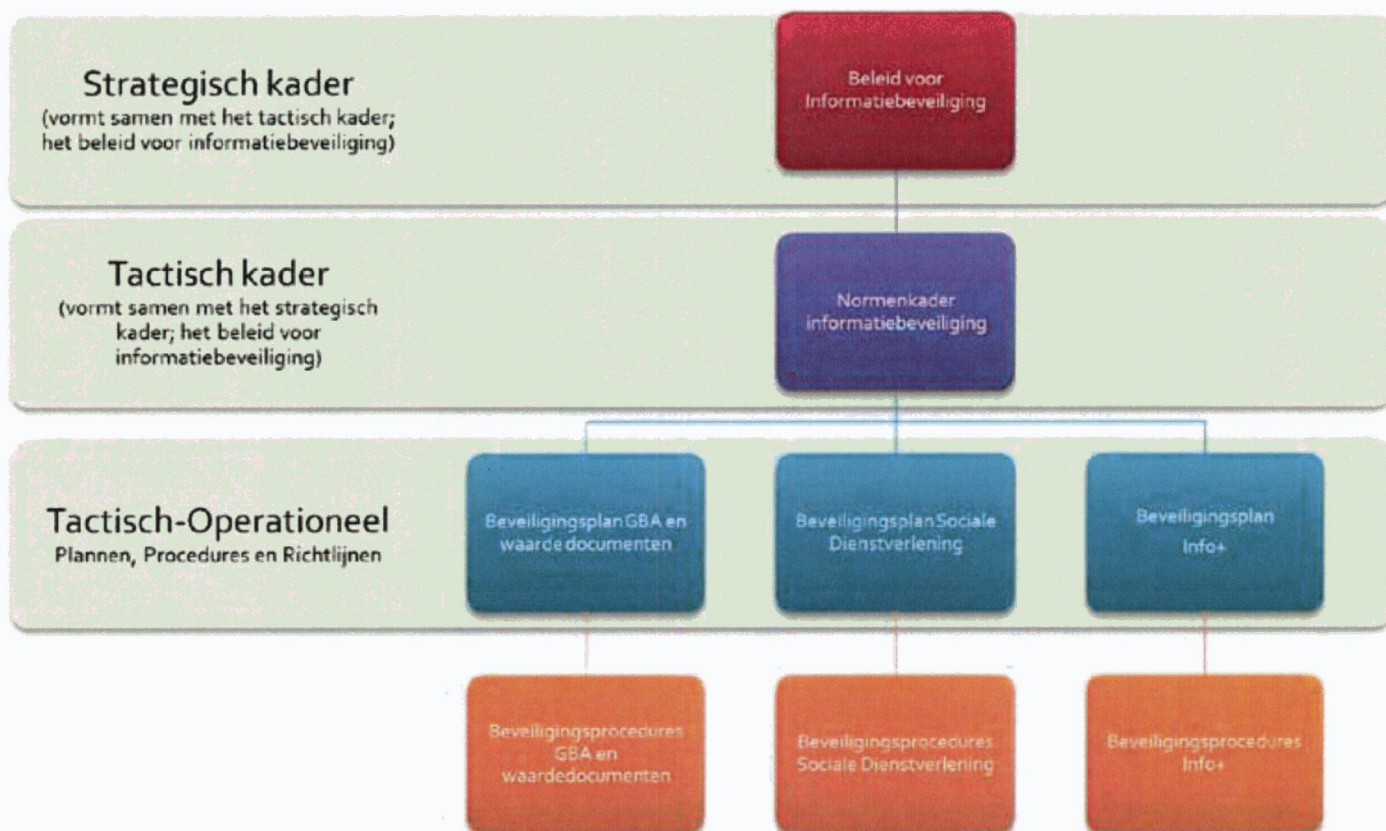 Strategisch kader
(vormt samen met het tactisch kader;
het beleid voor informatiebeveiliging)
Beleid voor
Informatiebeveiliging
Tactisch kader
(vormt samen met het strategisch
kader; het beleid voor
informatiebeveiliging)
Normenkader
informatiebeveiliging
Tactisch-Operationeel
Plannen, Procedures en Richtlijnen
Beveiligingsplan GBA en
waardedocumenten
Beveiligingsplan Sociale
Dienstverlening
Beveiligingsplan
Info+
Beveiligingsprocedures
GBA en
waardedocumenten
Beveiligingsprocedures
Sociale Dienstverlening
Beveiligingsprocedures
Info+